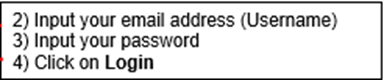 2) Input your email address (Username)
3) Input your password
4) Click on Login